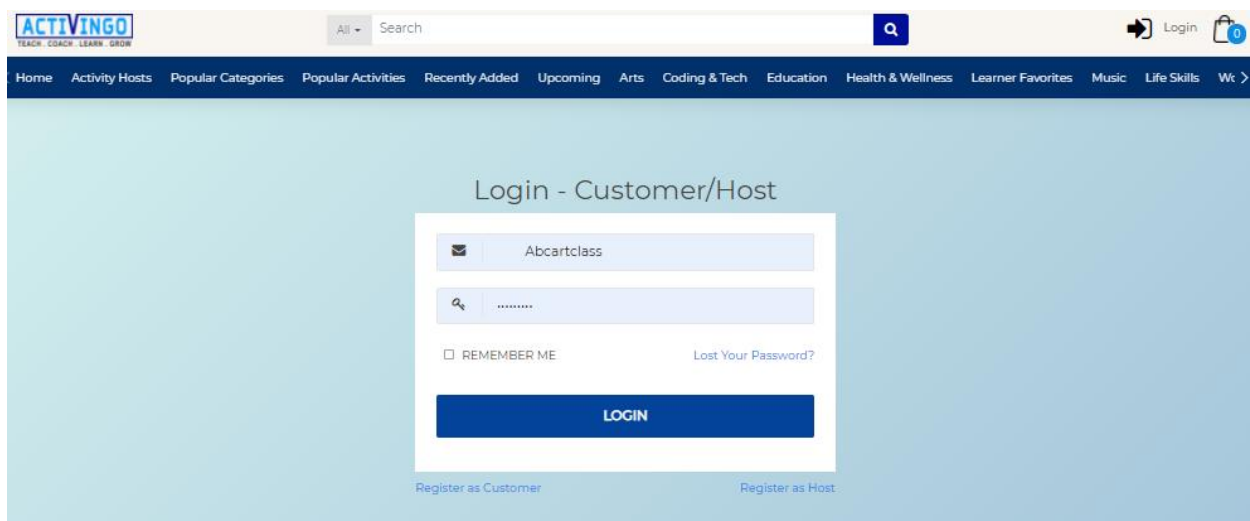 ACTIVINGO
TEACH . COACH . LEARN . GROW
All Search Login 0
Home Activity Hosts Popular Categories Popular Activities Recently Added Upcoming Arts Coding & Tech Education Health & Wellness Learner Favorites Music Life Skills
Login - Customer/Host
Abcartclass
.........
REMEMBER ME Lost Your Password?
LOGIN
Register as Customer Register as Host